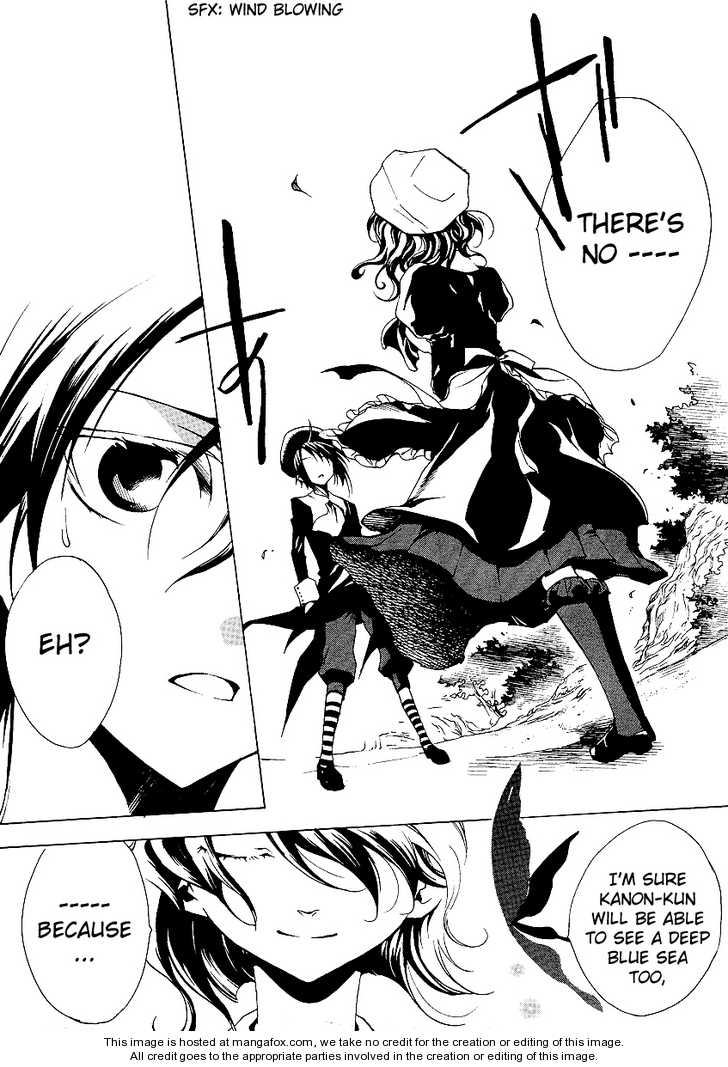 SFX: WIND BLOWING
THERE'S
NO ----
EH?
I'M SURE
KANON-KUN
WILL BE ABLE
TO SEE A DEEP
BLUE SEA
TOO,
-----
BECAUSE
...
This image is hosted at mangafox.com, we take no credit for the creation or editing of this image.
All credit goes to the appropriate parties involved in the creation or editing of this image.